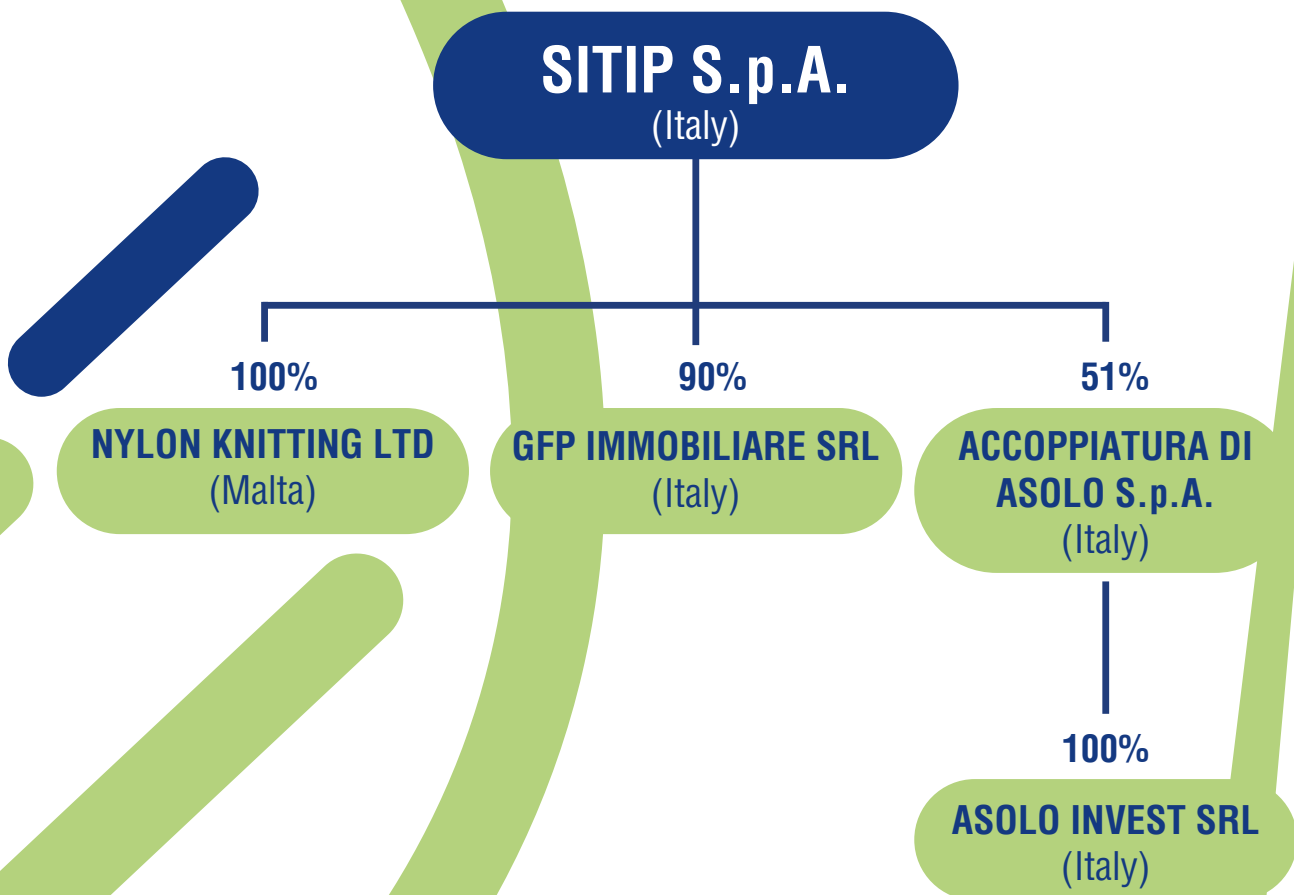 SITIP S.p.A.
(Italy)
100%
NYLON KNITTING LTD
(Malta)
90%
GFP IMMOBILIARE SRL
(Italy)
51%
ACCOPPIATURA DI
ASOLO S.p.A.
(Italy)
100%
ASOLO INVEST SRL
(Italy)